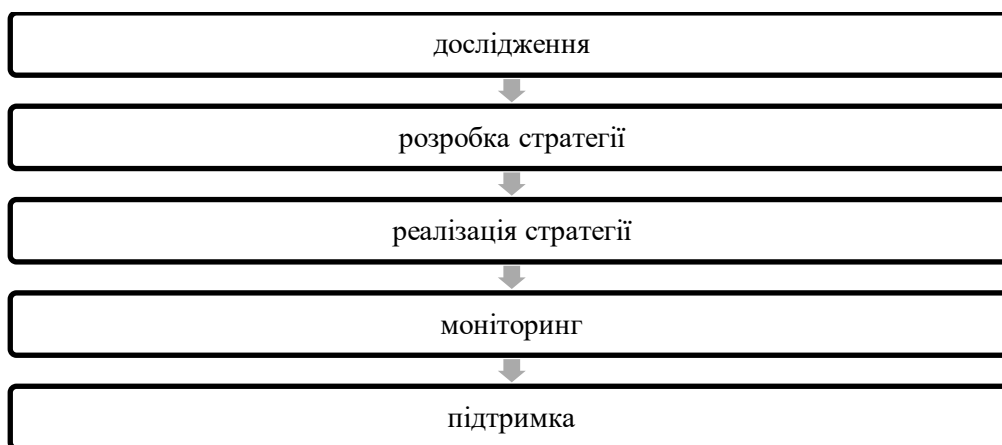 дослідження
розробка стратегії
реалізація стратегії
моніторинг
підтримка